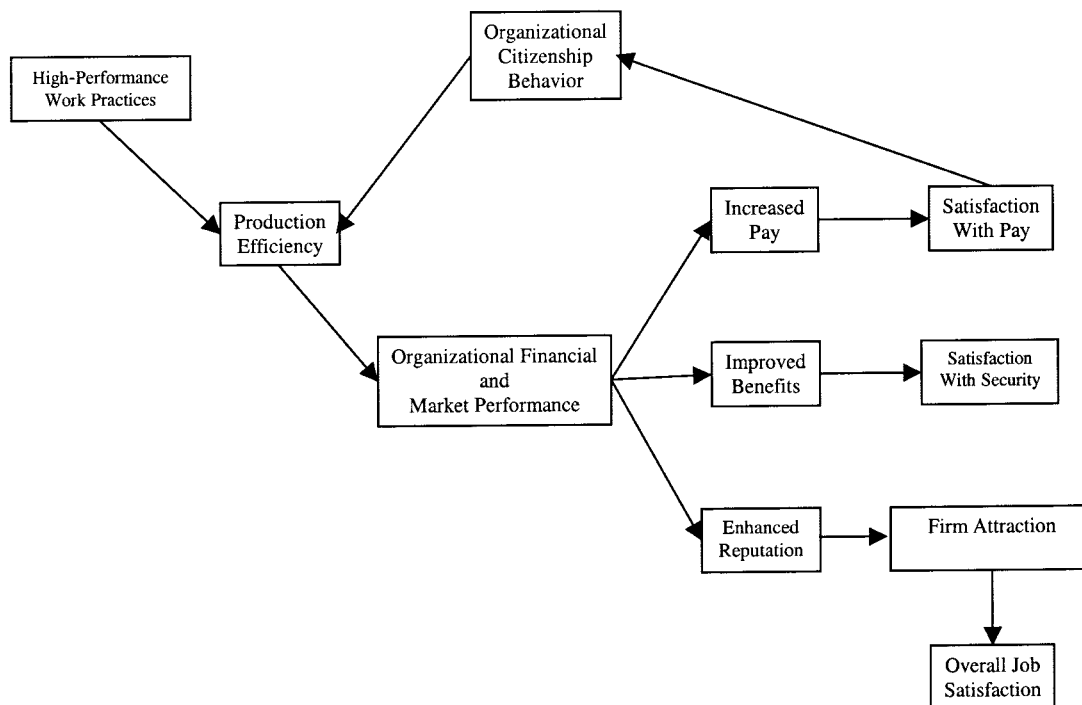 Organizational
Citizenship
Behavior
High-Performance
Work Practices
Production
Efficiency
Increased
Pay
Satisfaction
With Pay
Organizational Financial
and
Market Performance
Improved
Benefits
Satisfaction
With Security
Enhanced
Reputation
Firm Attraction
Overall Job
Satisfaction